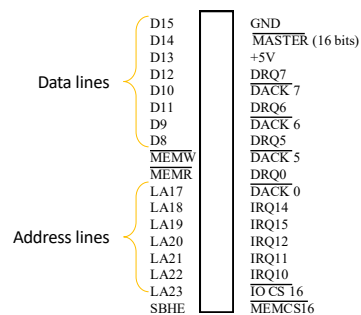 D15 GND
D14 MASTER (16 bits)
D13 +5V
D12 DRQ7
Data lines D10 DACK 7
D11 DRQ6
D9 DACK 6
D8 DRQ5
MEMW DACK 5
MEMR DRQ0
LA17 DACK 0
LA18 IRQ14
LA19 IRQ15
Address lines LA20 IRQ12
LA21 IRQ11
LA22 IRQ10
LA23 IO CS 16
SBHE MEMCS16